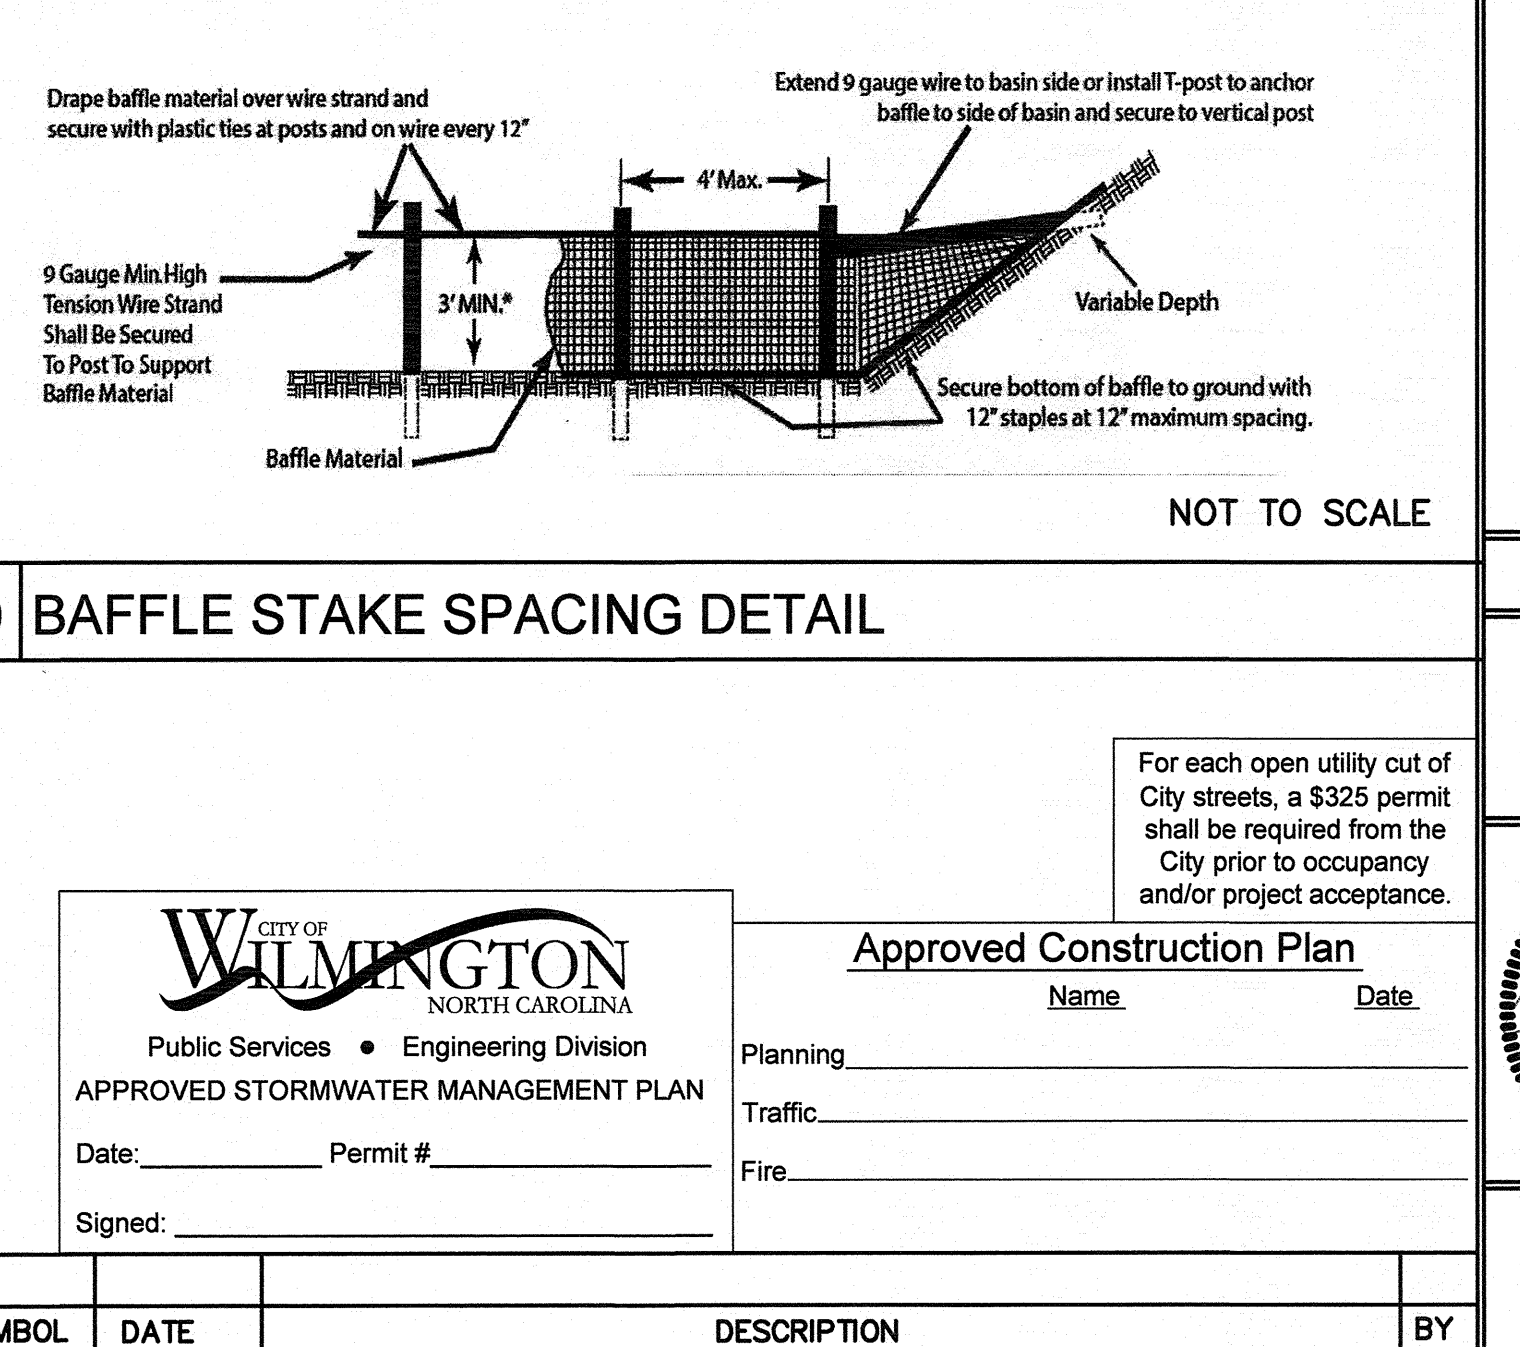 Drape baffle material over wire strand and
secure with plastic ties at posts and on wire every 12"
Extend 9 gauge wire to basin side or install T-post to anchor
baffle to side of basin and secure to vertical post
4' Max.
9 Gauge Min.High
Tension Wire Strand
Shall Be Secured
To Post To Support
Baffle Material
3' MIN.*
Variable Depth
Secure bottom of baffle to ground with
12" staples at 12" maximum spacing.
Baffle Material
NOT TO SCALE
BAFFLE STAKE SPACING DETAIL
For each open utility cut of
City streets, a $325 permit
shall be required from the
City prior to occupancy
and/or project acceptance.
CITY OF
WILMINGTON
NORTH CAROLINA
Public Services • Engineering Division
APPROVED STORMWATER MANAGEMENT PLAN
Date: Permit #
Signed:
Approved Construction Plan
Name Date
Planning
Traffic
Fire
MBOL DATE DESCRIPTION BY